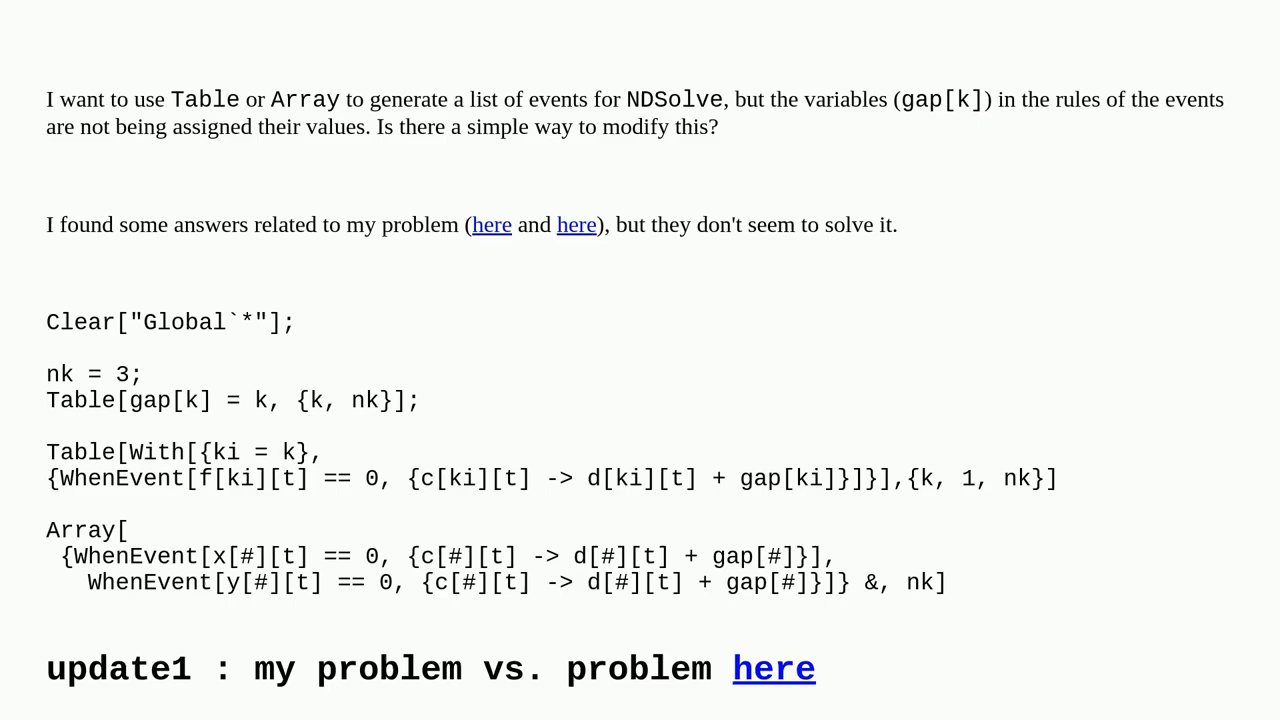 I want to use Table or Array to generate a list of events for NDSolve, but the variables (gap[k]) in the rules of the events
are not being assigned their values. Is there a simple way to modify this?
I found some answers related to my problem (here and here), but they don't seem to solve it.
Clear["Global`*"];
nk = 3;
Table[gap[k] = k, {k, nk}];
Table[With[{ki = k},
{WhenEvent[f[ki][t] == 0, {c[ki][t] -> d[ki][t] + gap[ki]}]}],{k, 1, nk}]
Array[
 {WhenEvent[x[#][t] == 0, {c[#][t] -> d[#][t] + gap[#]}],
   WhenEvent[y[#][t] == 0, {c[#][t] -> d[#][t] + gap[#]}]} &, nk]
update1 : my problem vs. problem here